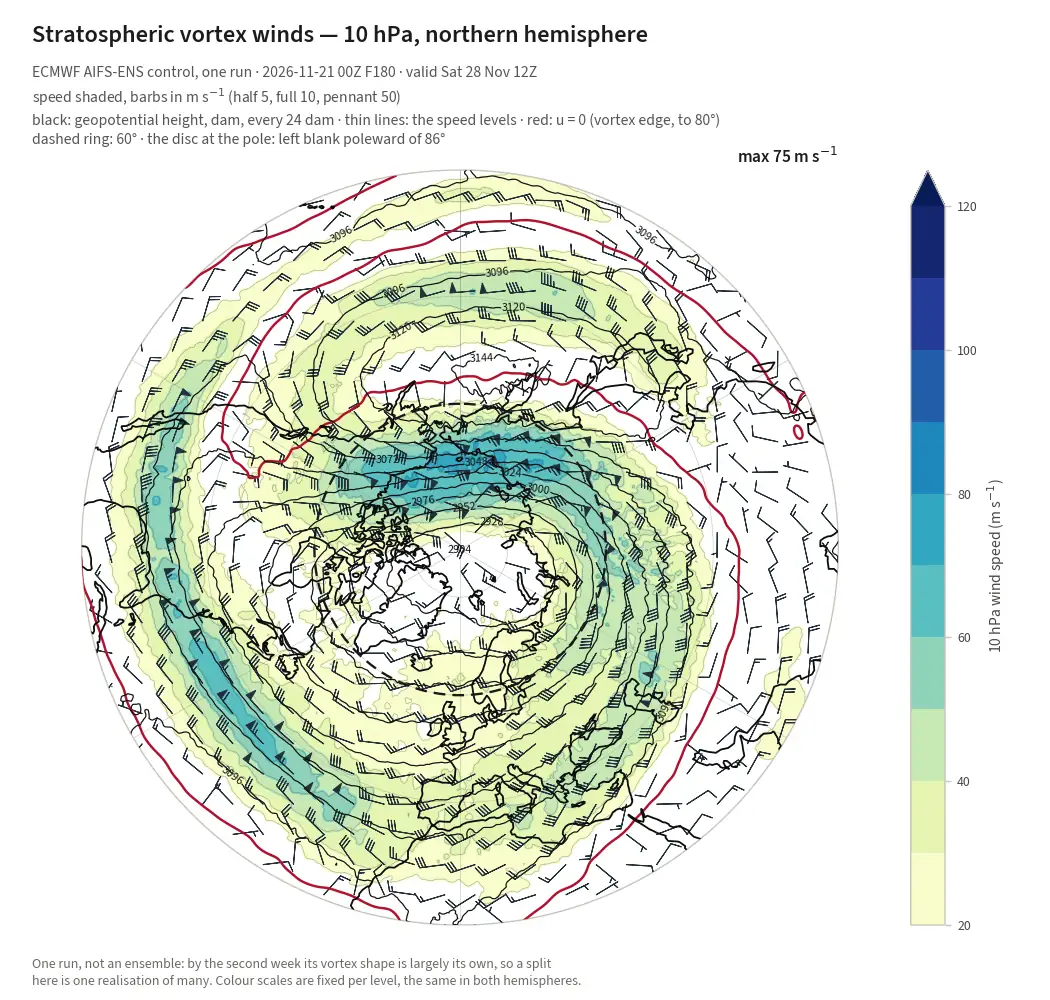 Stratospheric vortex winds — 10 hPa, northern hemisphere
ECMWF AIFS-ENS control, one run · 2026-11-21 00Z F180 · valid Sat 28 Nov 12Z
speed shaded, barbs in m s⁻¹ (half 5, full 10, pennant 50)
black: geopotential height, dam, every 24 dam · thin lines: the speed levels · red: u = 0 (vortex edge, to 80°)
dashed ring: 60° · the disc at the pole: left blank poleward of 86°
max 75 m s⁻¹
120
100
80
60
40
20
10 hPa wind speed (m s⁻¹)
3096
3096
3096
3096
3120
3120
3144
3072
3048
3024
3000
2976
2952
2928
2904
3096
3096
One run, not an ensemble: by the second week its vortex shape is largely its own, so a split
here is one realisation of many. Colour scales are fixed per level, the same in both hemispheres.